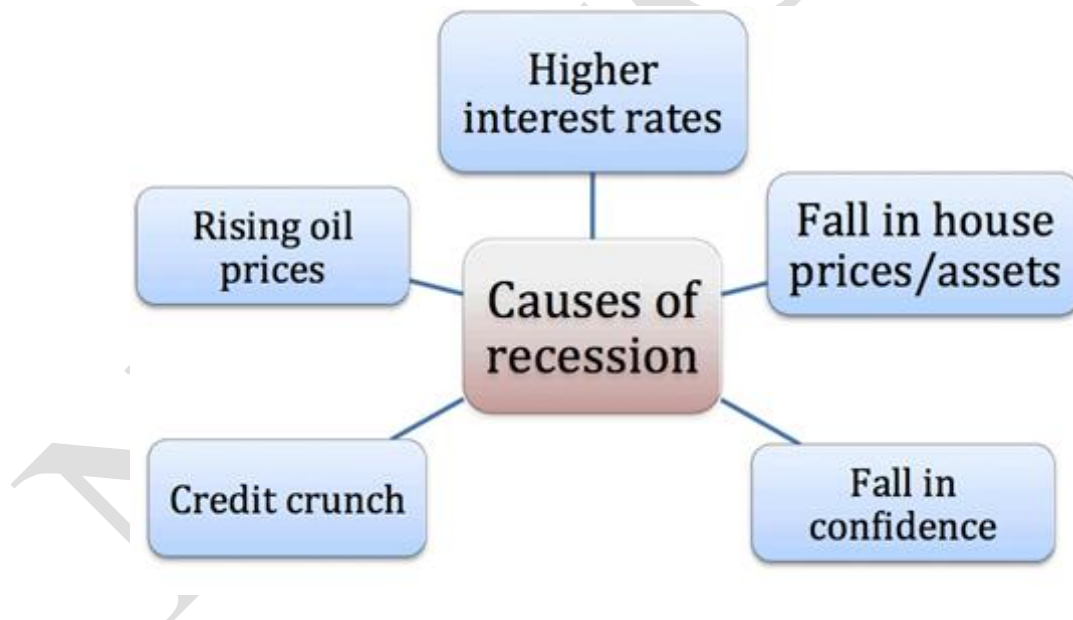 Higher
interest rates
Rising oil
prices
Fall in house
prices/assets
Causes of
recession
Credit crunch
Fall in
confidence